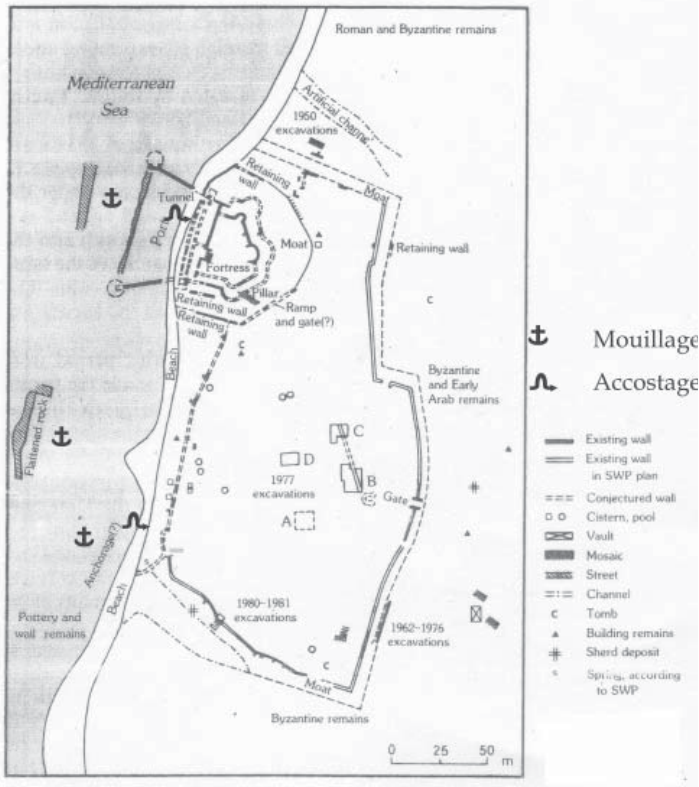 Roman and Byzantine remains
Mediterranean
Sea
Artificial channel
1950
excavations
Retaining
wall
Moat
Tunnel
Port
Moat
Retaining wall
Fortress
Pillar
Ramp
and gate(?)
Retaining wall
Retaining
wall
C
Beach
Byzantine
and Early
Arab remains
Flattened rock
C
D
B
1977
excavations
Gate
A
Anchorage(?)
Beach
Pottery and
wall remains
1980-1981
excavations
1962-1976
excavations
C
Moat
Byzantine remains
0 25 50
m
Mouillage
Accostage
Existing wall
Existing wall
in SWP plan
Conjectured wall
Cistern, pool
Vault
Mosaic
Street
Channel
C Tomb
Building remains
Sherd deposit
Spring, according
to SWP